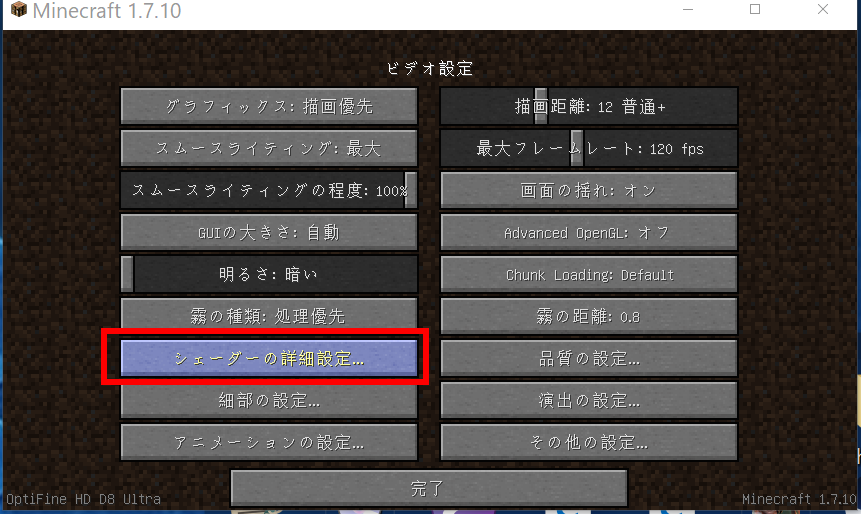 Minecraft 1.7.10
ビデオ設定
グラフィックス: 描画優先
描画距離: 12 普通+
スムースライティング: 最大
最大フレームレート: 120 fps
スムースライティングの程度: 100%
画面の揺れ: オン
GUIの大きさ: 自動
Advanced OpenGL: オフ
明るさ: 暗い
Chunk Loading: Default
霧の種類: 処理優先
霧の距離: 0.8
シェーダーの詳細設定...
品質の設定...
細部の設定...
演出の設定...
アニメーションの設定...
その他の設定...
完了
OptiFine HD D8 Ultra
Minecraft 1.7.10